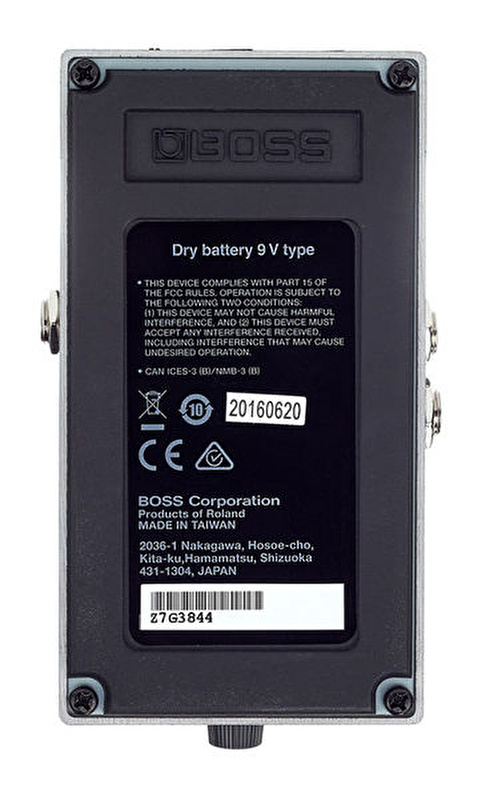 BOSS
Dry battery 9 V type
• THIS DEVICE COMPLIES WITH PART 15 OF
THE FCC RULES. OPERATION IS SUBJECT TO
THE FOLLOWING TWO CONDITIONS:
(1) THIS DEVICE MAY NOT CAUSE HARMFUL
INTERFERENCE, AND (2) THIS DEVICE MUST
ACCEPT ANY INTERFERENCE RECEIVED,
INCLUDING INTERFERENCE THAT MAY CAUSE
UNDESIRED OPERATION.
• CAN ICES-3 (B)/NMB-3 (B)
10
20160620
CE
BOSS Corporation
Products of Roland
MADE IN TAIWAN
2036-1 Nakagawa, Hosoe-cho,
Kita-ku,Hamamatsu, Shizuoka
431-1304, JAPAN
Z7G3844